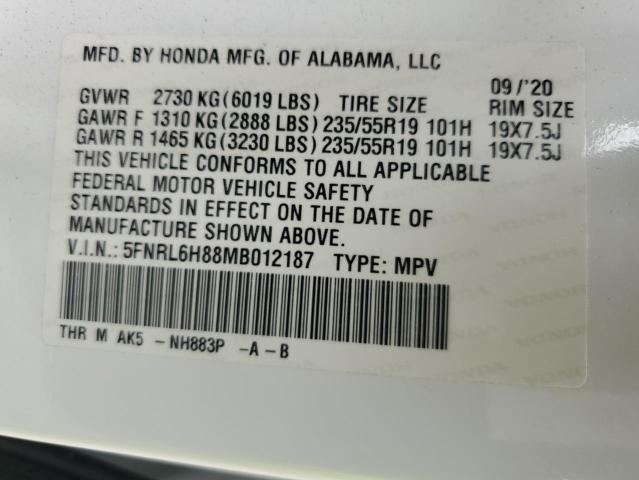 MFD. BY HONDA MFG. OF ALABAMA, LLC
09/'20
GVWR 2730 KG (6019 LBS) TIRE SIZE RIM SIZE
GAWR F 1310 KG (2888 LBS) 235/55R19 101H 19X7.5J
GAWR R 1465 KG (3230 LBS) 235/55R19 101H 19X7.5J
THIS VEHICLE CONFORMS TO ALL APPLICABLE
FEDERAL MOTOR VEHICLE SAFETY
STANDARDS IN EFFECT ON THE DATE OF
MANUFACTURE SHOWN ABOVE.
V.I.N.: 5FNRL6H88MB012187 TYPE: MPV
THR M AK5 -NH883P -A-B